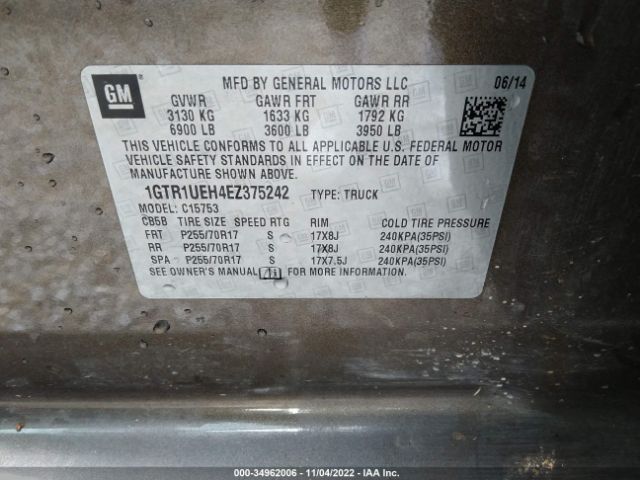 GM
MFD BY GENERAL MOTORS LLC 06/14
GVWR GAWR FRT GAWR RR
3130 KG 1633 KG 1792 KG
6900 LB 3600 LB 3950 LB
THIS VEHICLE CONFORMS TO ALL APPLICABLE U.S. FEDERAL MOTOR
VEHICLE SAFETY STANDARDS IN EFFECT ON THE DATE OF
MANUFACTURE SHOWN ABOVE.
1GTR1UEH4EZ375242 TYPE: TRUCK
MODEL: C15753
CB5B TIRE SIZE SPEED RTG RIM COLD TIRE PRESSURE
FRT P255/70R17 S 17X8J 240KPA(35PSI)
RR P255/70R17 S 17X8J 240KPA(35PSI)
SPA P255/70R17 S 17X7.5J 240KPA(35PSI)
SEE OWNER'S MANUAL FOR MORE INFORMATION.
000-34962006 - 11/04/2022 - IAA Inc.